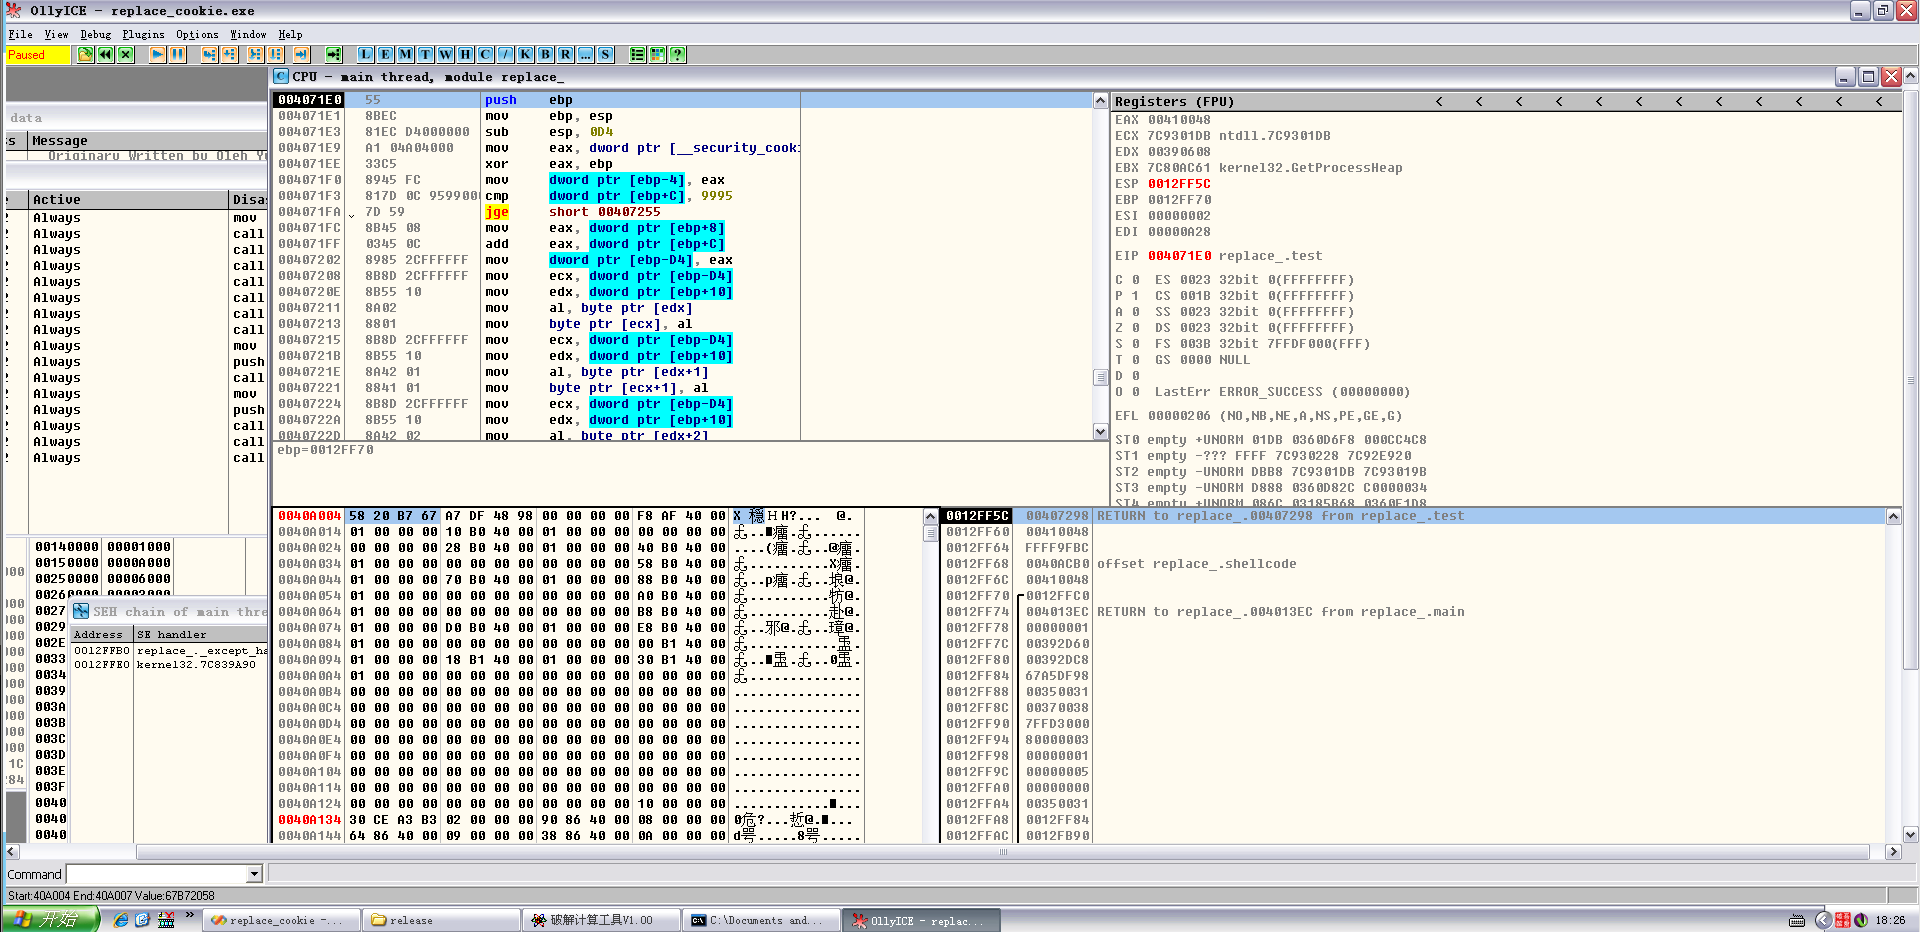 OllyICE - replace_cookie.exe
File View Debug Plugins Options Window Help
Paused
L E M T W H C / K B R ... S
CPU - main thread, module replace_
004071E0 55 push ebp
004071E1 8BEC mov ebp, esp
004071E3 81EC D4000000 sub esp, 0D4
004071E9 A1 04A04000 mov eax, dword ptr [__security_cook:
004071EE 33C5 xor eax, ebp
004071F0 8945 FC mov dword ptr [ebp-4], eax
004071F3 817D 0C 9599000 cmp dword ptr [ebp+C], 9995
004071FA 7D 59 jge short 00407255
004071FC 8B45 08 mov eax, dword ptr [ebp+8]
004071FF 0345 0C add eax, dword ptr [ebp+C]
00407202 8985 2CFFFFFF mov dword ptr [ebp-D4], eax
00407208 8B8D 2CFFFFFF mov ecx, dword ptr [ebp-D4]
0040720E 8B55 10 mov edx, dword ptr [ebp+10]
00407211 8A02 mov al, byte ptr [edx]
00407213 8801 mov byte ptr [ecx], al
00407215 8B8D 2CFFFFFF mov ecx, dword ptr [ebp-D4]
0040721B 8B55 10 mov edx, dword ptr [ebp+10]
0040721E 8A42 01 mov al, byte ptr [edx+1]
00407221 8841 01 mov byte ptr [ecx+1], al
00407224 8B8D 2CFFFFFF mov ecx, dword ptr [ebp-D4]
0040722A 8B55 10 mov edx, dword ptr [ebp+10]
0040722D 8A42 02 mov al, byte ptr [edx+2]
ebp=0012FF70
Registers (FPU) < < < < < < < < < < < <
EAX 00410048
ECX 7C9301DB ntdll.7C9301DB
EDX 00390608
EBX 7C80AC61 kernel32.GetProcessHeap
ESP 0012FF5C
EBP 0012FF70
ESI 00000002
EDI 00000A28
EIP 004071E0 replace_.test
C 0 ES 0023 32bit 0(FFFFFFFF)
P 1 CS 001B 32bit 0(FFFFFFFF)
A 0 SS 0023 32bit 0(FFFFFFFF)
Z 0 DS 0023 32bit 0(FFFFFFFF)
S 0 FS 003B 32bit 7FFDF000(FFF)
T 0 GS 0000 NULL
D 0
O 0 LastErr ERROR_SUCCESS (00000000)
EFL 00000206 (NO,NB,NE,A,NS,PE,GE,G)
ST0 empty +UNORM 01DB 0360D6F8 000CC4C8
ST1 empty -??? FFFF 7C930228 7C92E920
ST2 empty -UNORM DBB8 7C9301DB 7C93019B
ST3 empty -UNORM D888 0360D82C C0000034
ST4 empty +UNORM 086C 03185B68 0360E1D8
data
s Message
Originary Written by Oleh Yu
Active Disa
Always mov
Always call
Always call
Always call
Always call
Always call
Always call
Always call
Always mov
Always push
Always call
Always mov
Always push
Always call
Always call
Always call
00140000 00001000
00150000 0000A000
00250000 00006000
0026
0027
0029
002E
0033
0034
0039
003A
003B
003C
003D
003E
003F
0040
0040
0040
SEH chain of main thre
Address SE handler
0012FFB0 replace_._except_ha
0012FFE0 kernel32.7C839A90
0040A004 58 20 B7 67 A7 DF 48 98 00 00 00 00 F8 AF 40 00
0040A014 01 00 00 00 10 B0 40 00 01 00 00 00 00 00 00 00
0040A024 00 00 00 00 28 B0 40 00 01 00 00 00 40 B0 40 00
0040A034 01 00 00 00 00 00 00 00 00 00 00 00 58 B0 40 00
0040A044 01 00 00 00 70 B0 40 00 01 00 00 00 88 B0 40 00
0040A054 01 00 00 00 00 00 00 00 00 00 00 00 A0 B0 40 00
0040A064 01 00 00 00 00 00 00 00 00 00 00 00 B8 B0 40 00
0040A074 01 00 00 00 D0 B0 40 00 01 00 00 00 E8 B0 40 00
0040A084 01 00 00 00 00 00 00 00 00 00 00 00 00 B1 40 00
0040A094 01 00 00 00 18 B1 40 00 01 00 00 00 30 B1 40 00
0040A0A4 01 00 00 00 00 00 00 00 00 00 00 00 00 00 00 00
0040A0B4 00 00 00 00 00 00 00 00 00 00 00 00 00 00 00 00
0040A0C4 00 00 00 00 00 00 00 00 00 00 00 00 00 00 00 00
0040A0D4 00 00 00 00 00 00 00 00 00 00 00 00 00 00 00 00
0040A0E4 00 00 00 00 00 00 00 00 00 00 00 00 00 00 00 00
0040A0F4 00 00 00 00 00 00 00 00 00 00 00 00 00 00 00 00
0040A104 00 00 00 00 00 00 00 00 00 00 00 00 00 00 00 00
0040A114 00 00 00 00 00 00 00 00 00 00 00 00 00 00 00 00
0040A124 00 00 00 00 00 00 00 00 00 00 00 00 10 00 00 00
0040A134 30 CE A3 B3 02 00 00 00 90 86 40 00 08 00 00 00
0040A144 64 86 40 00 09 00 00 00 38 86 40 00 0A 00 00 00
0012FF5C 00407298 RETURN to replace_.00407298 from replace_.test
0012FF60 00410048
0012FF64 FFFF9FBC
0012FF68 0040ACB0 offset replace_.shellcode
0012FF6C 00410048
0012FF70 0012FFC0
0012FF74 004013EC RETURN to replace_.004013EC from replace_.main
0012FF78 00000001
0012FF7C 00392D60
0012FF80 00392DC8
0012FF84 67A5DF98
0012FF88 00350031
0012FF8C 00370038
0012FF90 7FFD3000
0012FF94 80000003
0012FF98 00000001
0012FF9C 00000005
0012FFA0 00000000
0012FFA4 00350031
0012FFA8 0012FF84
0012FFAC 0012FB90
Command
Start:40A004 End:40A007 Value:67B72058
开始 replace_cookie -... release 破解计算工具V1.00 C:\Documents and... OllyICE - replac... 18:26